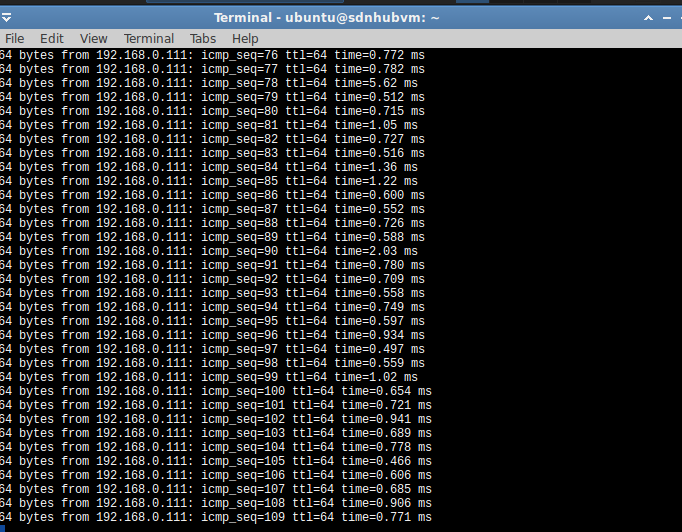 Terminal - ubuntu@sdnhubvm: ~
File Edit View Terminal Tabs Help
64 bytes from 192.168.0.111: icmp_seq=76 ttl=64 time=0.772 ms
64 bytes from 192.168.0.111: icmp_seq=77 ttl=64 time=0.782 ms
64 bytes from 192.168.0.111: icmp_seq=78 ttl=64 time=5.62 ms
64 bytes from 192.168.0.111: icmp_seq=79 ttl=64 time=0.512 ms
64 bytes from 192.168.0.111: icmp_seq=80 ttl=64 time=0.715 ms
64 bytes from 192.168.0.111: icmp_seq=81 ttl=64 time=1.05 ms
64 bytes from 192.168.0.111: icmp_seq=82 ttl=64 time=0.727 ms
64 bytes from 192.168.0.111: icmp_seq=83 ttl=64 time=0.516 ms
64 bytes from 192.168.0.111: icmp_seq=84 ttl=64 time=1.36 ms
64 bytes from 192.168.0.111: icmp_seq=85 ttl=64 time=1.22 ms
64 bytes from 192.168.0.111: icmp_seq=86 ttl=64 time=0.600 ms
64 bytes from 192.168.0.111: icmp_seq=87 ttl=64 time=0.552 ms
64 bytes from 192.168.0.111: icmp_seq=88 ttl=64 time=0.726 ms
64 bytes from 192.168.0.111: icmp_seq=89 ttl=64 time=0.588 ms
64 bytes from 192.168.0.111: icmp_seq=90 ttl=64 time=2.03 ms
64 bytes from 192.168.0.111: icmp_seq=91 ttl=64 time=0.780 ms
64 bytes from 192.168.0.111: icmp_seq=92 ttl=64 time=0.709 ms
64 bytes from 192.168.0.111: icmp_seq=93 ttl=64 time=0.558 ms
64 bytes from 192.168.0.111: icmp_seq=94 ttl=64 time=0.749 ms
64 bytes from 192.168.0.111: icmp_seq=95 ttl=64 time=0.597 ms
64 bytes from 192.168.0.111: icmp_seq=96 ttl=64 time=0.934 ms
64 bytes from 192.168.0.111: icmp_seq=97 ttl=64 time=0.497 ms
64 bytes from 192.168.0.111: icmp_seq=98 ttl=64 time=0.559 ms
64 bytes from 192.168.0.111: icmp_seq=99 ttl=64 time=1.02 ms
64 bytes from 192.168.0.111: icmp_seq=100 ttl=64 time=0.654 ms
64 bytes from 192.168.0.111: icmp_seq=101 ttl=64 time=0.721 ms
64 bytes from 192.168.0.111: icmp_seq=102 ttl=64 time=0.941 ms
64 bytes from 192.168.0.111: icmp_seq=103 ttl=64 time=0.689 ms
64 bytes from 192.168.0.111: icmp_seq=104 ttl=64 time=0.778 ms
64 bytes from 192.168.0.111: icmp_seq=105 ttl=64 time=0.466 ms
64 bytes from 192.168.0.111: icmp_seq=106 ttl=64 time=0.606 ms
64 bytes from 192.168.0.111: icmp_seq=107 ttl=64 time=0.685 ms
64 bytes from 192.168.0.111: icmp_seq=108 ttl=64 time=0.906 ms
64 bytes from 192.168.0.111: icmp_seq=109 ttl=64 time=0.771 ms